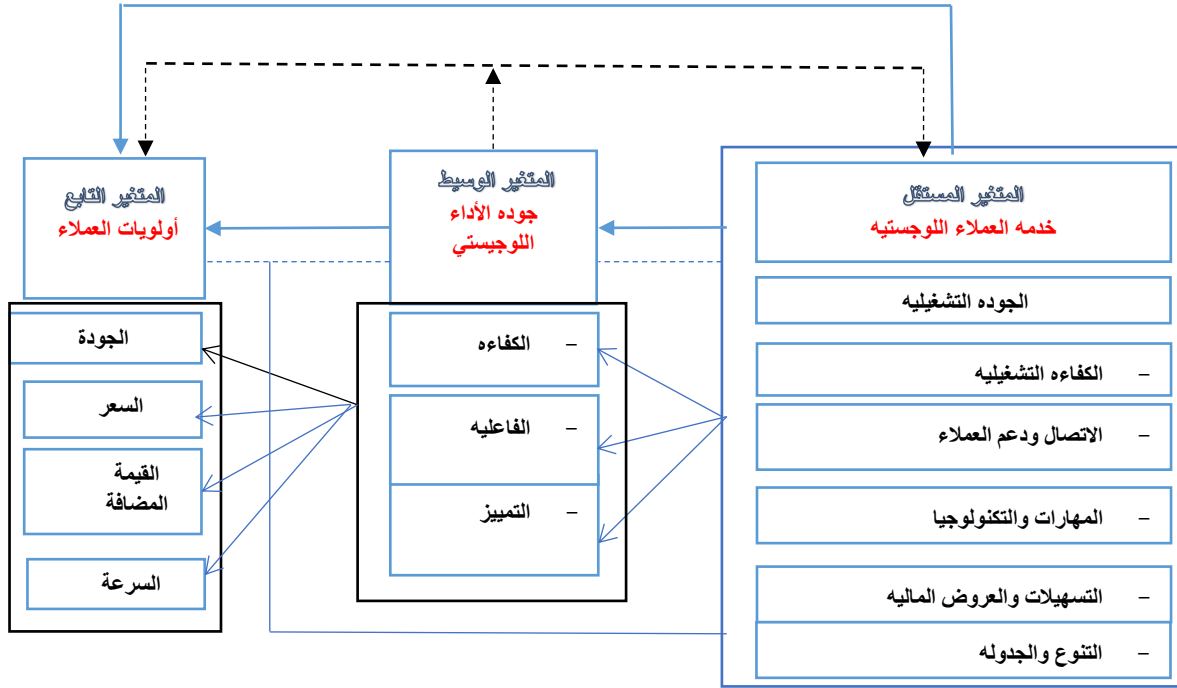 المتغير المستقل
خدمه العملاء اللوجستيه
الجوده التشغيليه
- الكفاءه التشغيليه
- الاتصال ودعم العملاء
- المهارات والتكنولوجيا
- التسهيلات والعروض الماليه
- التنوع والجدوله
المتغير الوسيط
جوده الأداء
اللوجيستي
- الكفاءه
- الفاعليه
- التمييز
المتغير التابع
أولويات العملاء
الجودة
السعر
القيمة
المضافة
السرعة